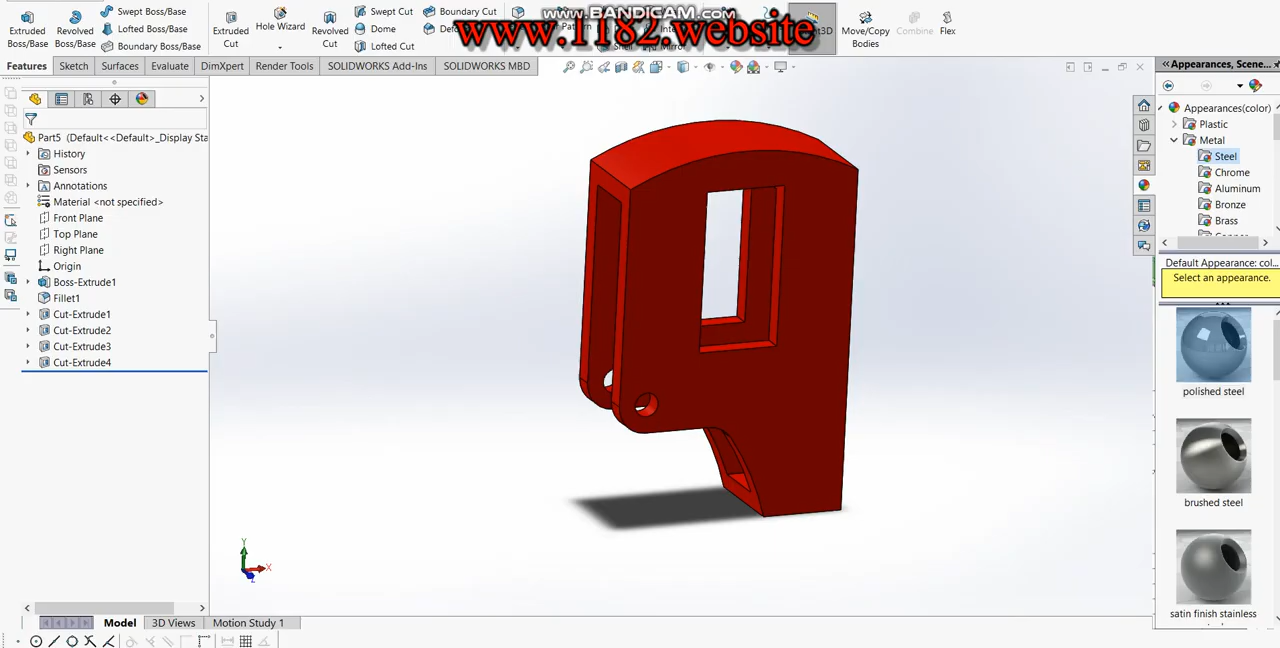 www.BANDICAM.com
www.1182.website
Extruded Boss/Base
Revolved Boss/Base
Swept Boss/Base
Lofted Boss/Base
Boundary Boss/Base
Extruded Cut
Hole Wizard
Revolved Cut
Swept Cut
Dome
Lofted Cut
Boundary Cut
Mirror
Move/Copy Bodies
Combine
Flex
Features
Sketch
Surfaces
Evaluate
DimXpert
Render Tools
SOLIDWORKS Add-Ins
SOLIDWORKS MBD
Part5 (Default<<Default>_Display Sta
History
Sensors
Annotations
Material <not specified>
Front Plane
Top Plane
Right Plane
Origin
Boss-Extrude1
Fillet1
Cut-Extrude1
Cut-Extrude2
Cut-Extrude3
Cut-Extrude4
Y
X
Z
Appearances, Scene...
Appearances(color)
Plastic
Metal
Steel
Chrome
Aluminum
Bronze
Brass
Default Appearance: col...
Select an appearance.
polished steel
brushed steel
satin finish stainless
Model
3D Views
Motion Study 1